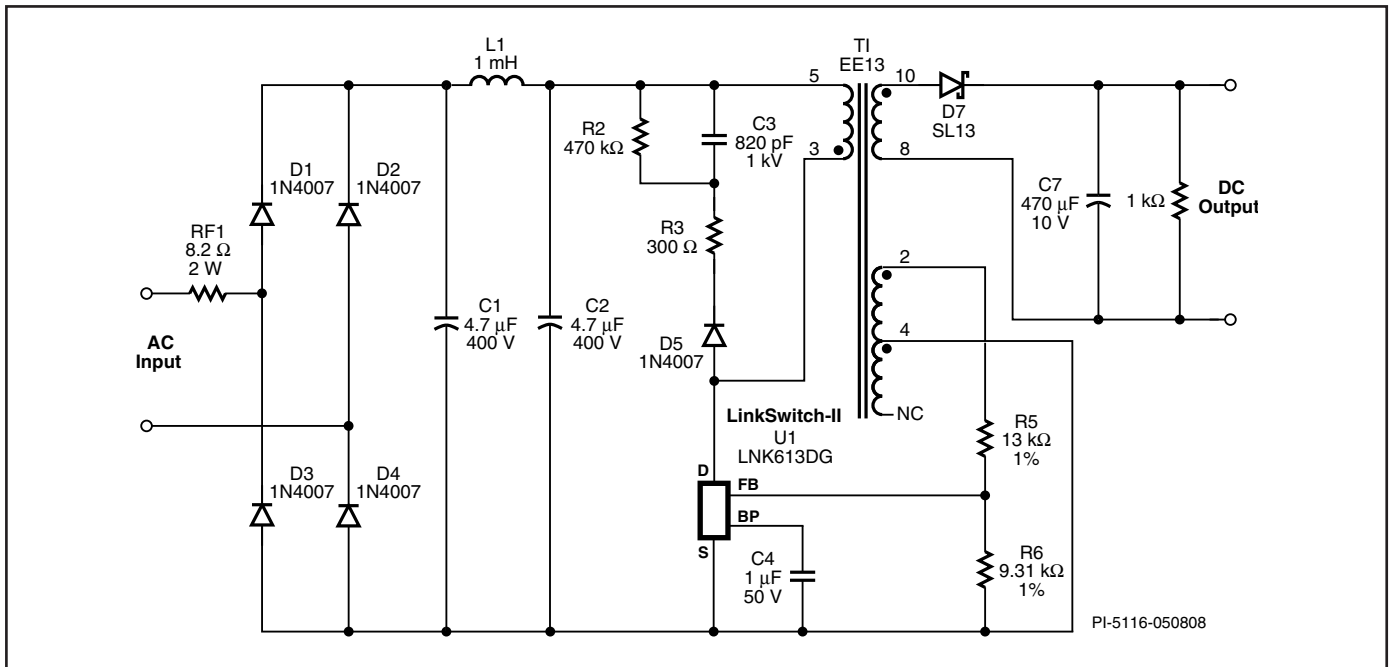 L1
1 mH
TI
EE13
5
10
D7
SL13
R2
470 kΩ
C3
820 pF
1 kV
3
8
D1
1N4007
D2
1N4007
C7
470 μF
10 V
1 kΩ
DC
Output
RF1
8.2 Ω
2 W
R3
300 Ω
2
AC
Input
C1
4.7 μF
400 V
C2
4.7 μF
400 V
D5
1N4007
4
NC
LinkSwitch-II
U1
LNK613DG
R5
13 kΩ
1%
D3
1N4007
D4
1N4007
D
FB
BP
S
C4
1 μF
50 V
R6
9.31 kΩ
1%
PI-5116-050808